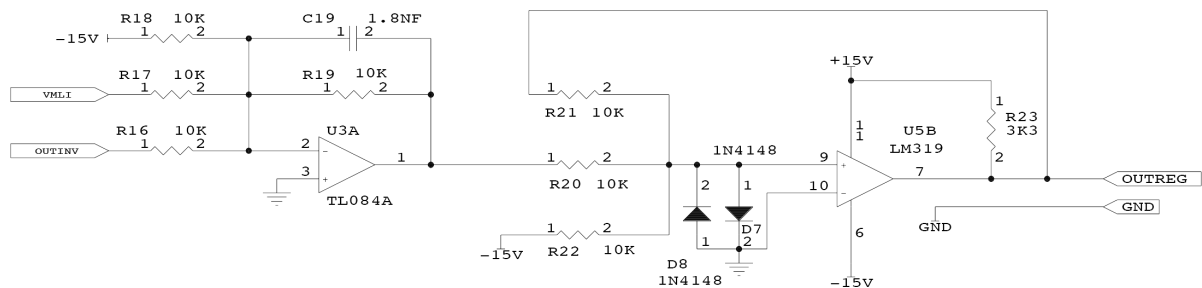 R18 10K
C19 1.8NF
-15V 1 2 1 2
R17 10K
R19 10K
VMLI 1 2 1 2
R16 10K
OUTINV 1 2
U3A
2 -
3 +
1
TL084A
1 2
R21 10K
1 2
R20 10K
1 2
-15V
R22 10K
1N4148
2 1
D7
1 2
D8
1N4148
+15V
1
R23
3K3
2
11
U5B
LM319
9 +
10 -
7
6
-15V
OUTREG
GND
GND